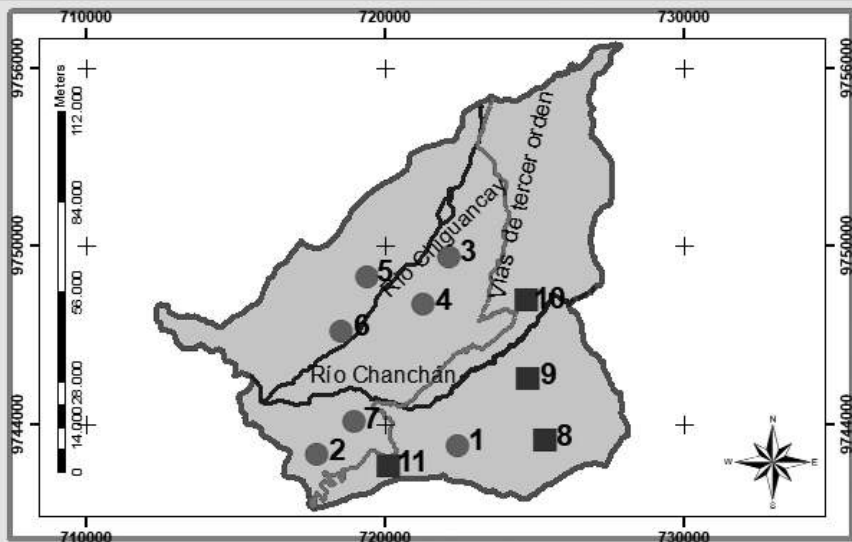 710000 720000 730000
9756000
9750000
9744000
9756000
9750000
9744000
Meters
112.000
84.000
56.000
28.000
14.000
0
Vías de tercer orden
Río Chiguancay
3
5
4
10
6
Río Chanchán
9
7
1
8
2
11
N
W E
S
710000 720000 730000